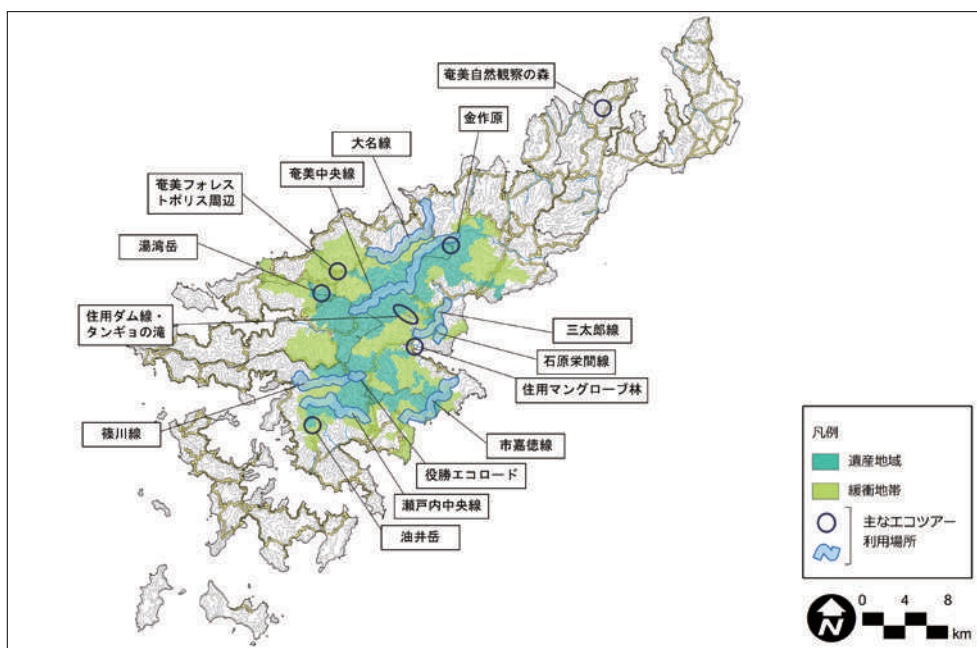 奄美自然観察の森
金作原
大名線
奄美中央線
奄美フォレス
トポリス周辺
湯湾岳
住用ダム線・
タンギョの滝
三太郎線
石原栄間線
住用マングローブ林
篠川線
市嘉徳線
役勝エコロード
瀬戸内中央線
油井岳
凡例
遺産地域
緩衝地帯
主なエコツアー
利用場所
N
0 4 8
km